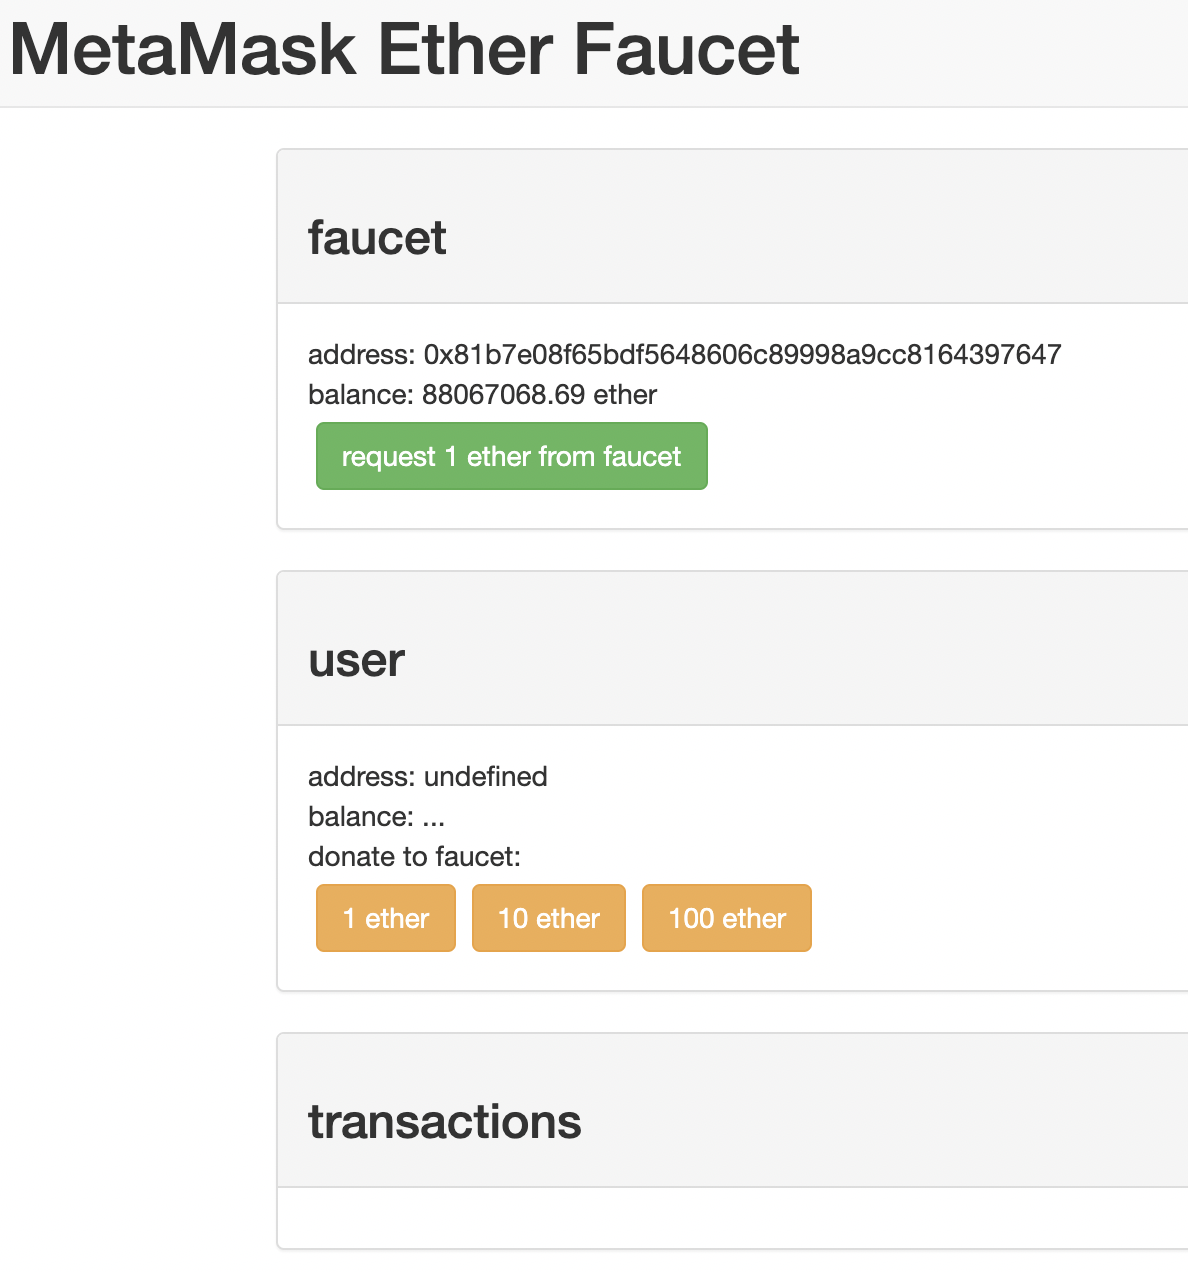 MetaMask Ether Faucet
faucet
address: 0x81b7e08f65bdf5648606c89998a9cc8164397647
balance: 88067068.69 ether
request 1 ether from faucet
user
address: undefined
balance: ...
donate to faucet:
1 ether 10 ether 100 ether
transactions